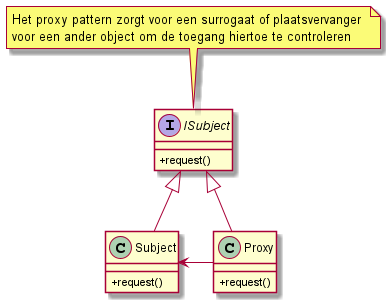 Het proxy pattern zorgt voor een surrogaat of plaatsvervanger
voor een ander object om de toegang hiertoe te controleren
I ISubject
+request()
C Subject
+request()
C Proxy
+request()